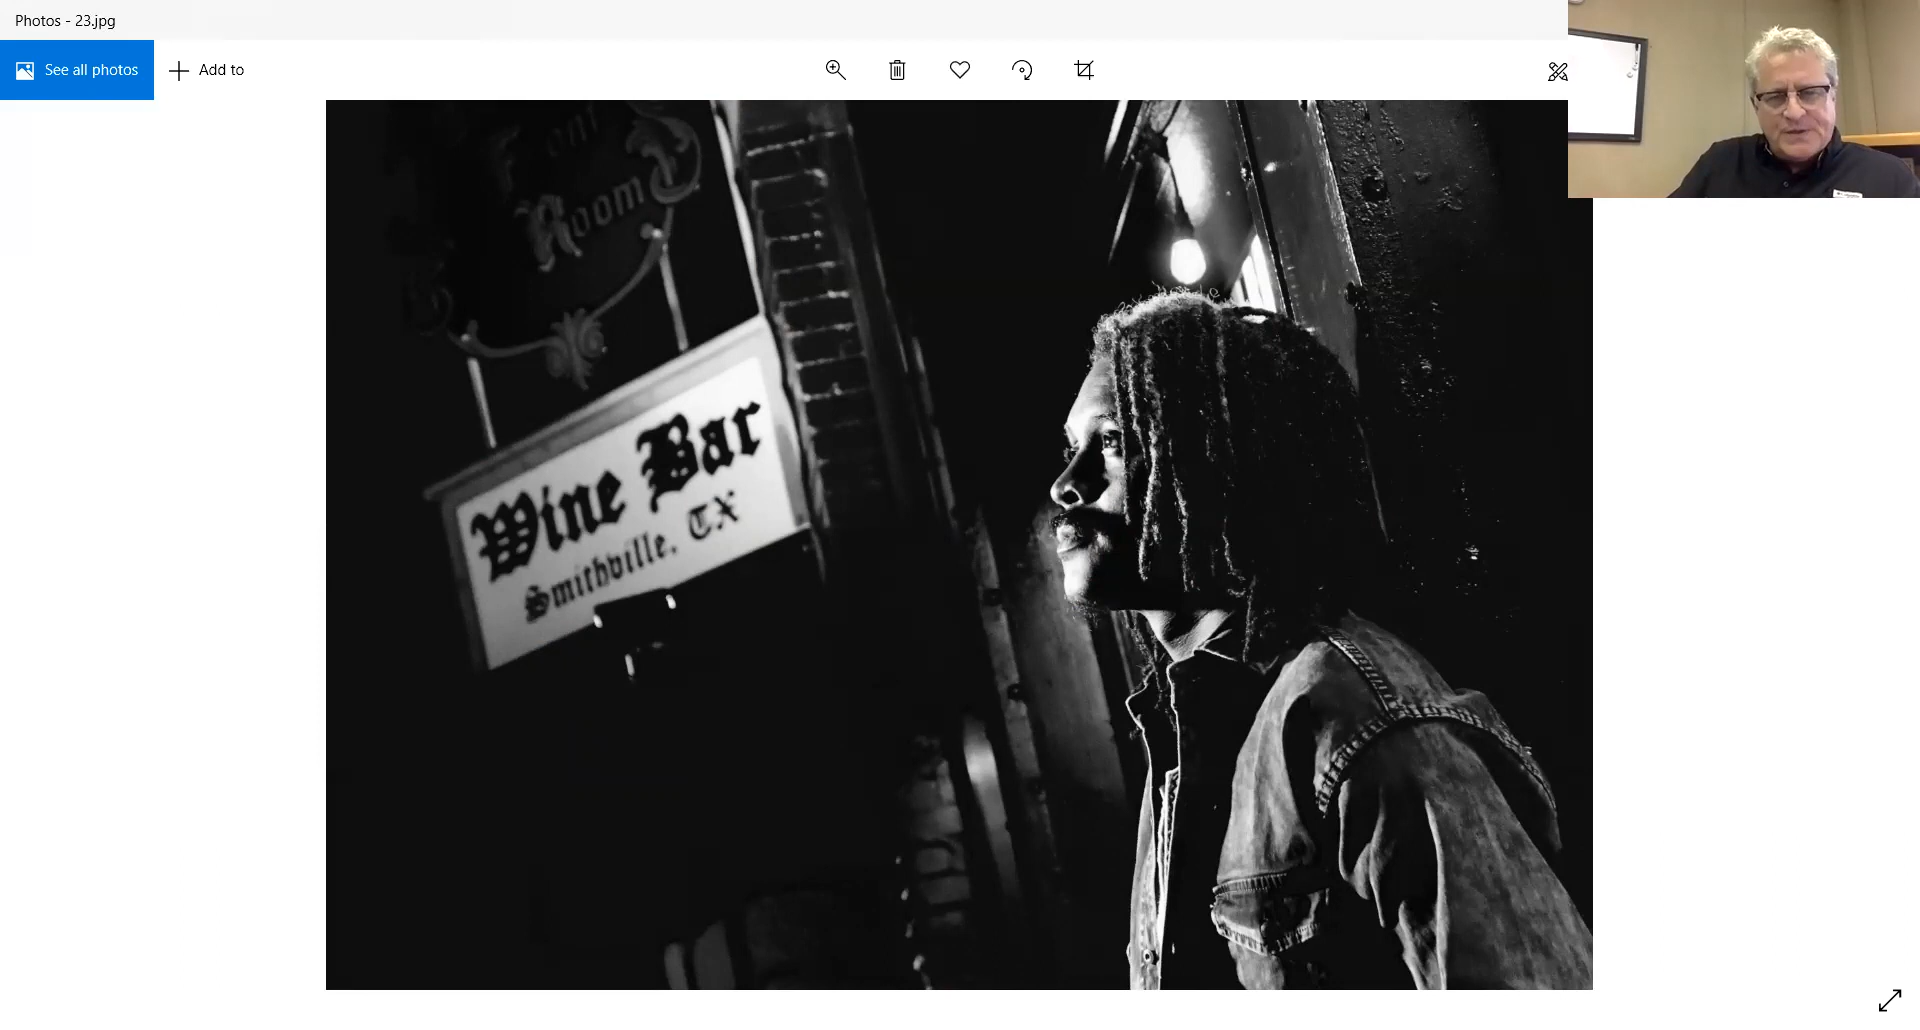 Photos - 23.jpg
See all photos
Add to
Room
Wine Bar
Smithville, TX